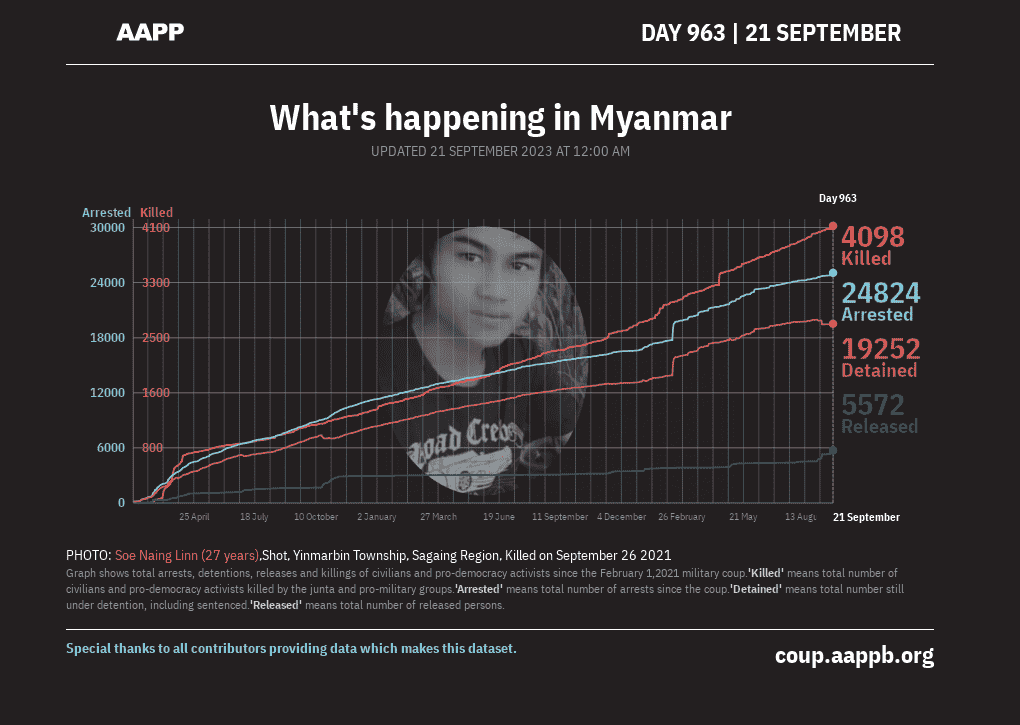 AAPP
DAY 963 | 21 SEPTEMBER
What's happening in Myanmar
UPDATED 21 SEPTEMBER 2023 AT 12:00 AM
Day 963
Arrested Killed
30000 4100
24000 3300
18000 2500
12000 1600
6000 800
0
4098
Killed
24824
Arrested
19252
Detained
5572
Released
Road Crew
25 April 18 July 10 October 2 January 27 March 19 June 11 September 4 December 26 February 21 May 13 Augu 21 September
PHOTO: Soe Naing Linn (27 years),Shot, Yinmarbin Township, Sagaing Region, Killed on September 26 2021
Graph shows total arrests, detentions, releases and killings of civilians and pro-democracy activists since the February 1,2021 military coup.'Killed' means total number of
civilians and pro-democracy activists killed by the junta and pro-military groups.'Arrested' means total number of arrests since the coup.'Detained' means total number still
under detention, including sentenced.'Released' means total number of released persons.
Special thanks to all contributors providing data which makes this dataset.
coup.aappb.org